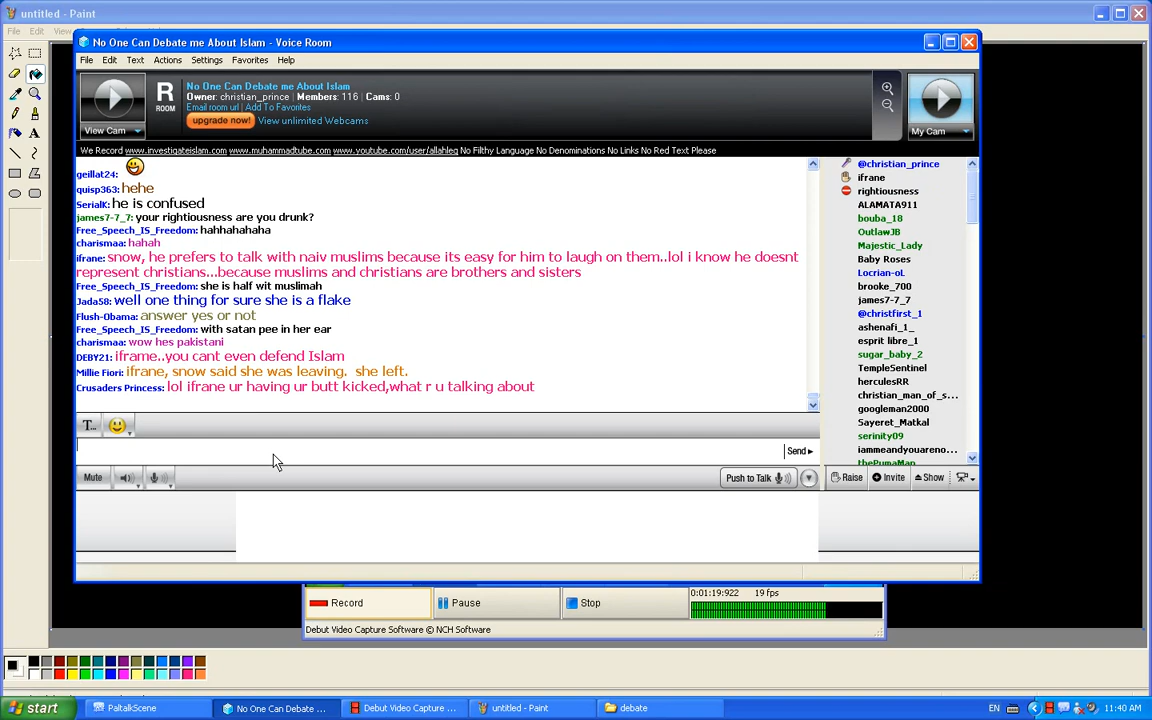 untitled - Paint
File Edit View
No One Can Debate me About Islam - Voice Room
File Edit Text Actions Settings Favorites Help
No One Can Debate me About Islam
R ROOM
Owner: christian_prince | Members: 116 | Cams: 0
Email room url | Add To Favorites
upgrade now! View unlimited Webcams
View Cam
My Cam
We Record www.investigateislam.com www.muhammadtube.com www.youtube.com/user/allahleq No Filthy Language No Denominations No Links No Red Text Please
geillat24:
quisp363: hehe
SerialK: he is confused
james7-7_7: your rightiousness are you drunk?
Free_Speech_IS_Freedom: hahhahahaha
charismaa: hahah
ifrane: snow, he prefers to talk with naiv muslims because its easy for him to laugh on them..lol i know he doesnt
represent christians...because muslims and christians are brothers and sisters
Free_Speech_IS_Freedom: she is half wit muslimah
Jada58: well one thing for sure she is a flake
Flush-Obama: answer yes or not
Free_Speech_IS_Freedom: with satan pee in her ear
charismaa: wow hes pakistani
DEBY21: iframe..you cant even defend Islam
Millie Fiori: ifrane, snow said she was leaving. she left.
Crusaders Princess: lol ifrane ur having ur butt kicked,what r u talking about
@christian_prince
ifrane
rightiousness
ALAMATA911
bouba_18
OutlawJB
Majestic_Lady
Baby Roses
Locrian-oL
brooke_700
james7-7_7
@christfirst_1
ashenafi_1_
esprit libre_1
sugar_baby_2
TempleSentinel
herculesRR
christian_man_of_s...
googleman2000
Sayeret_Matkal
serinity09
iammeandyouareno...
thePumaMan
T...
Send
Mute
Push to Talk
Raise Invite Show
Record Pause Stop
0:01:19:922 19 fps
Debut Video Capture Software © NCH Software
start
PaltalkScene
No One Can Debate ...
Debut Video Capture ...
untitled - Paint
debate
EN
11:40 AM